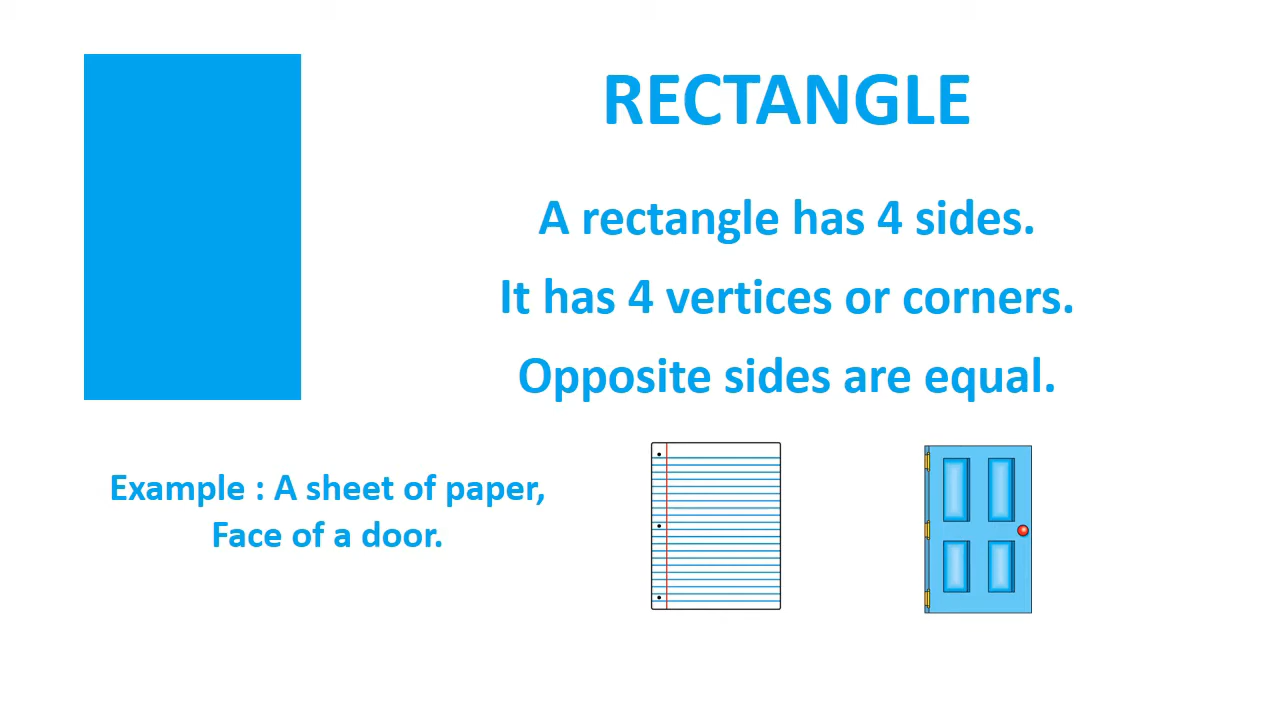 RECTANGLE
A rectangle has 4 sides.
It has 4 vertices or corners.
Opposite sides are equal.
Example : A sheet of paper,
Face of a door.